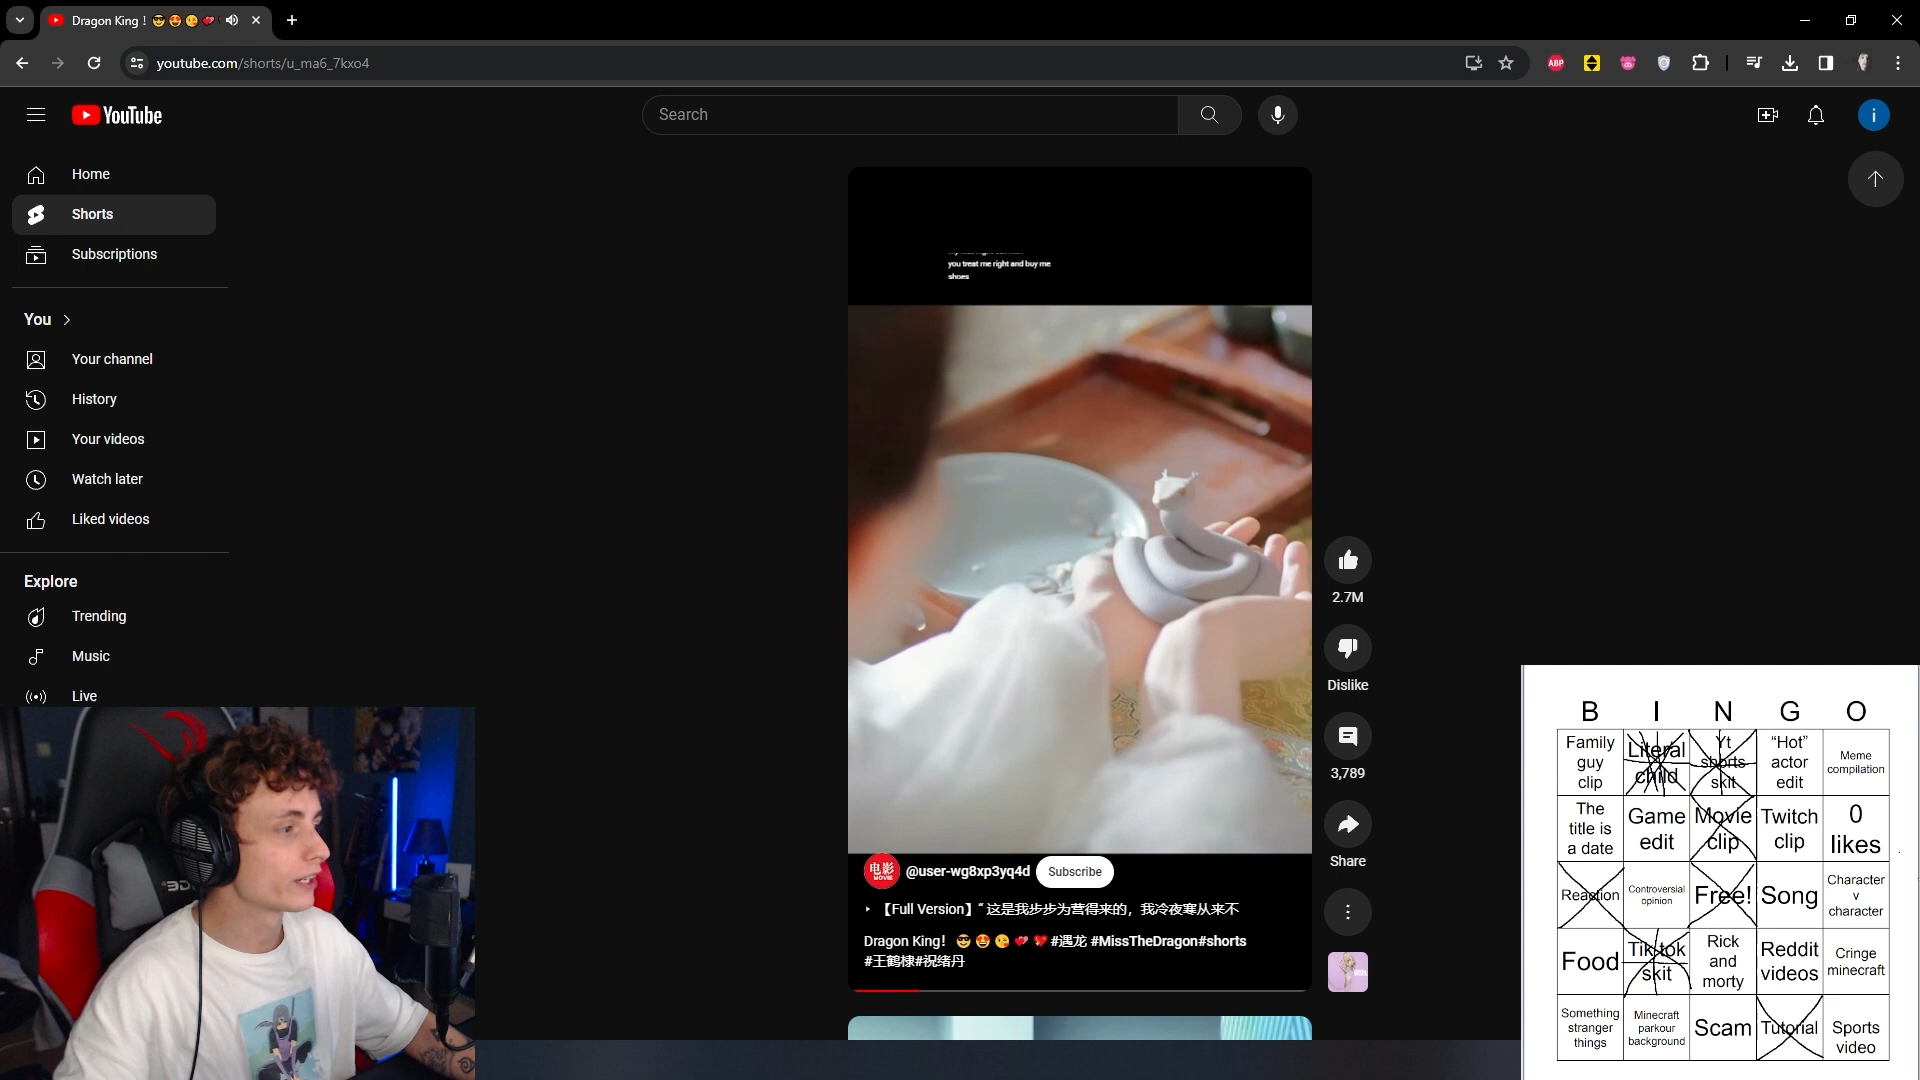 Dragon King ! 😎😍😘💕
youtube.com/shorts/u_ma6_7kxo4
ABP
YouTube
Search
i
Home
Shorts
Subscriptions
You
Your channel
History
Your videos
Watch later
Liked videos
Explore
Trending
Music
Live
you treat me right and buy me
shoes
2.7M
Dislike
3,789
Share
电影
MOVIE
@user-wg8xp3yq4d
Subscribe
【Full Version】“ 这是我步步为营得来的，我冷夜寒从来不
Dragon King！ 😎😍😘💕💖#遇龙 #MissTheDragon#shorts
#王鹤棣#祝绪丹
B I N G O
Family
guy
clip
Literal
child
Yt
shorts
skit
“Hot”
actor
edit
Meme
compilation
The
title is
a date
Game
edit
Movie
clip
Twitch
clip
0
likes
Reaction
Controversial
opinion
Free!
Song
Character
v
character
Food
Tik tok
skit
Rick
and
morty
Reddit
videos
Cringe
minecraft
Something
stranger
things
Minecraft
parkour
background
Scam
Tutorial
Sports
video